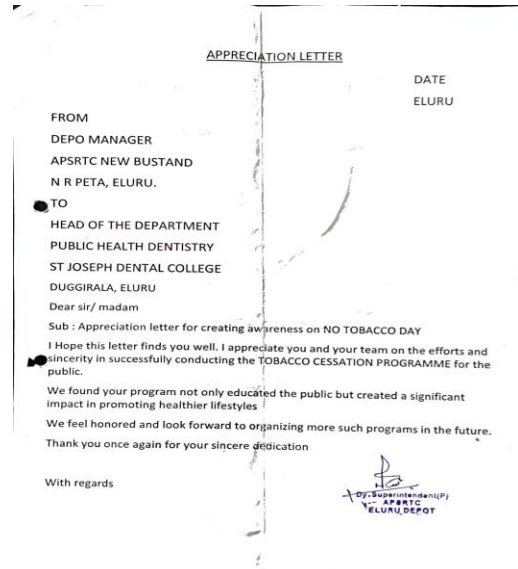 APPRECIATION LETTER
DATE
ELURU
FROM
DEPO MANAGER
APSRTC NEW BUSTAND
N R PETA, ELURU.
TO
HEAD OF THE DEPARTMENT
PUBLIC HEALTH DENTISTRY
ST JOSEPH DENTAL COLLEGE
DUGGIRALA, ELURU
Dear sir/ madam
Sub : Appreciation letter for creating awareness on NO TOBACCO DAY
I Hope this letter finds you well. I appreciate you and your team on the efforts and
sincerity in successfully conducting the TOBACCO CESSATION PROGRAMME for the
public.
We found your program not only educated the public but created a significant
impact in promoting healthier lifestyles
We feel honored and look forward to organizing more such programs in the future.
Thank you once again for your sincere dedication
With regards
Dy. Superintendent(P)
APSRTC
ELURU DEPOT